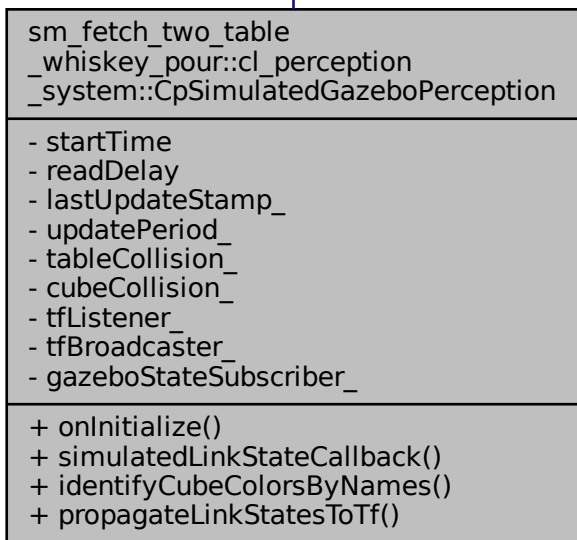 sm_fetch_two_table
_whiskey_pour::cl_perception
_system::CpSimulatedGazeboPerception
- startTime
- readDelay
- lastUpdateStamp_
- updatePeriod_
- tableCollision_
- cubeCollision_
- tfListener_
- tfBroadcaster_
- gazeboStateSubscriber_
+ onInitialize()
+ simulatedLinkStateCallback()
+ identifyCubeColorsByNames()
+ propagateLinkStatesToTf()